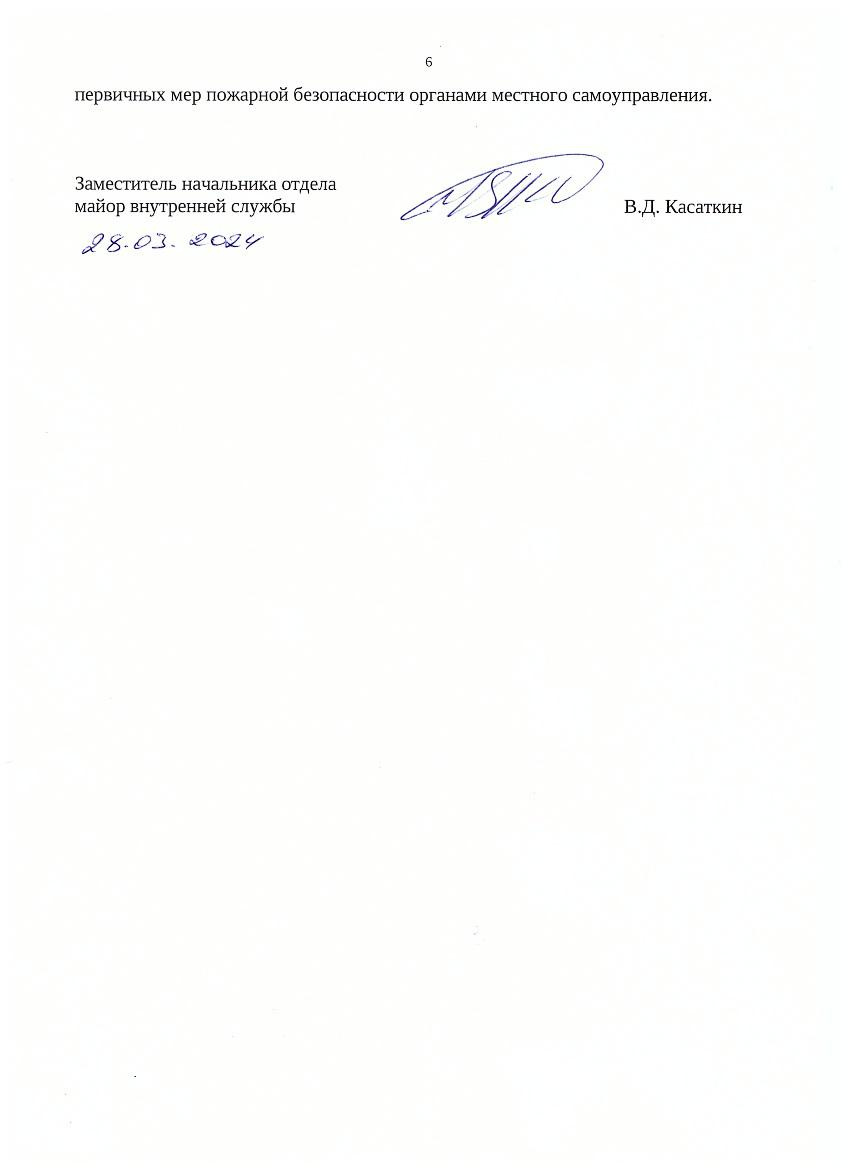 6
первичных мер пожарной безопасности органами местного самоуправления.
Заместитель начальника отдела
майор внутренней службы
В.Д. Касаткин
28.03.2024